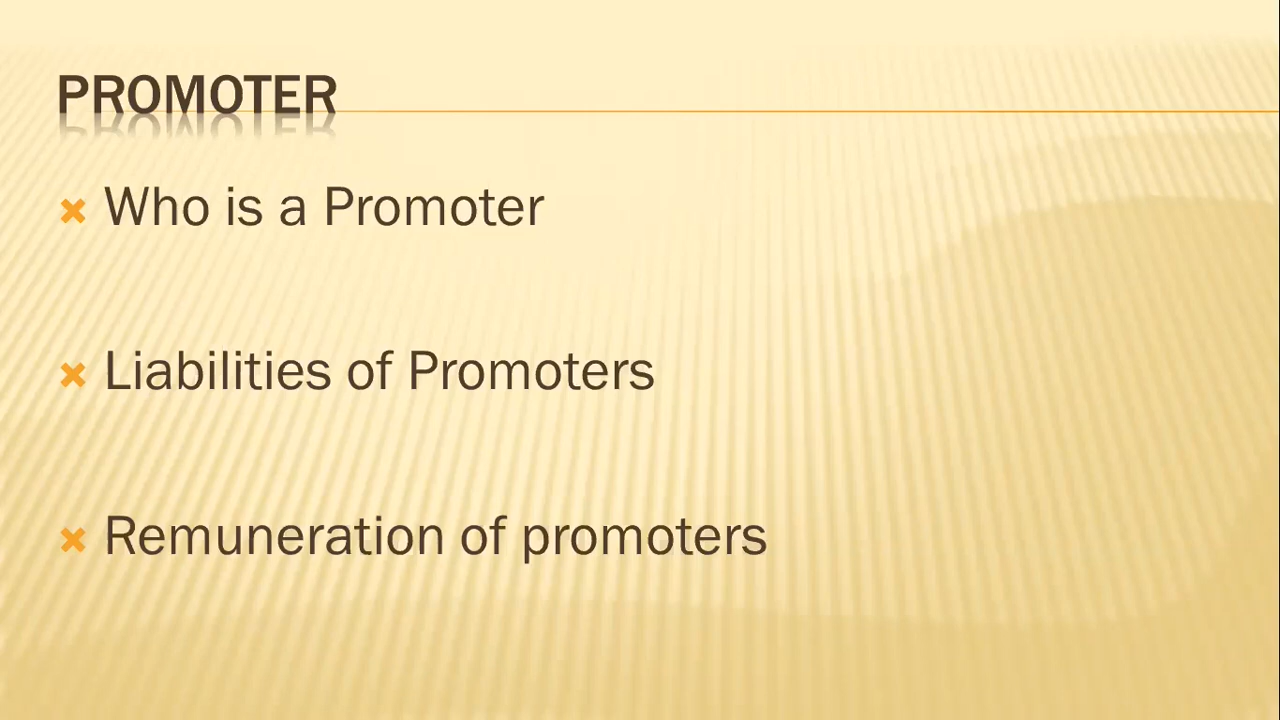 PROMOTER
Who is a Promoter
Liabilities of Promoters
Remuneration of promoters